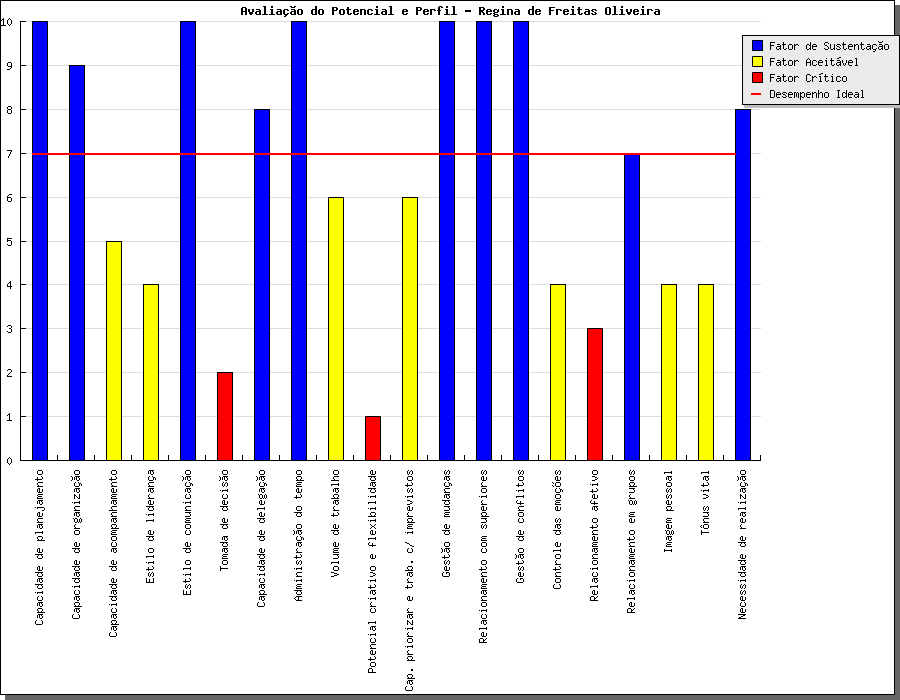 Avaliação do Potencial e Perfil - Regina de Freitas Oliveira
Fator de Sustentação
Fator Aceitável
Fator Crítico
Desempenho Ideal
10
9
8
7
6
5
4
3
2
1
0
Capacidade de planejamento
Capacidade de organização
Capacidade de acompanhamento
Estilo de liderança
Estilo de comunicação
Tomada de decisão
Capacidade de delegação
Administração do tempo
Volume de trabalho
Potencial criativo e flexibilidade
Cap. priorizar e trab. c/ imprevistos
Gestão de mudanças
Relacionamento com superiores
Gestão de conflitos
Controle das emoções
Relacionamento afetivo
Relacionamento em grupos
Imagem pessoal
Tônus vital
Necessidade de realização